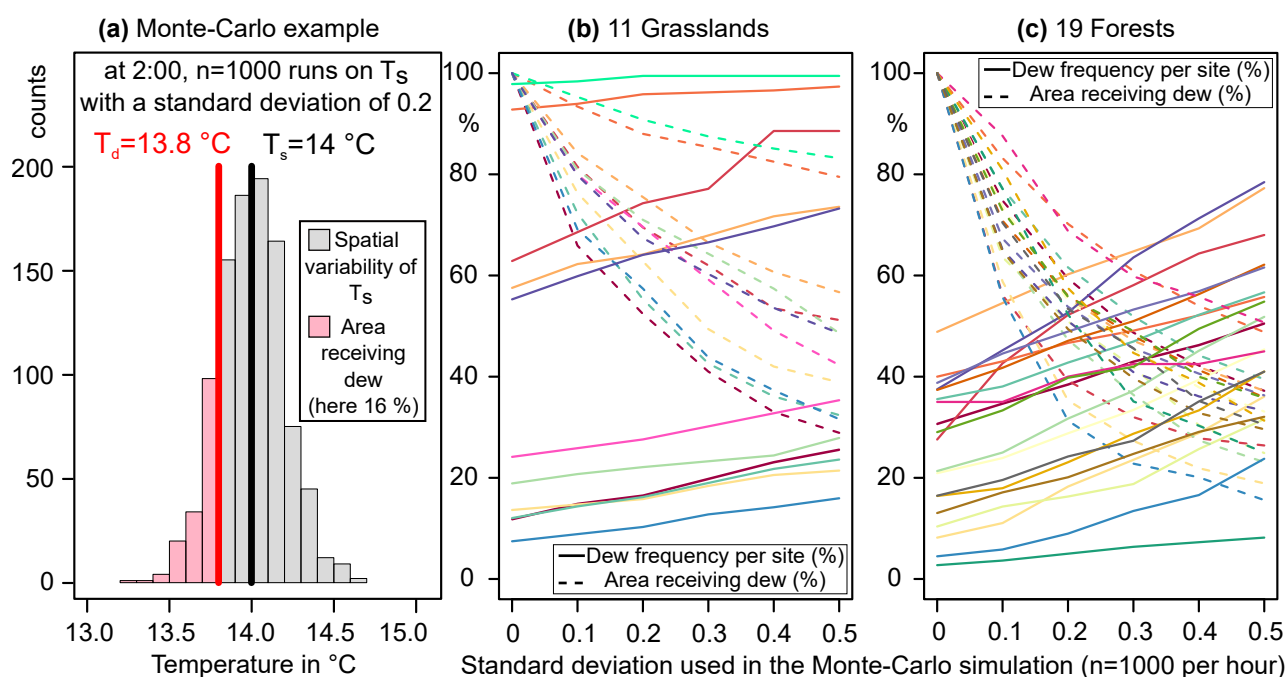 (a) Monte-Carlo example
at 2:00, n=1000 runs on Ts
with a standard deviation of 0.2
Td=13.8 °C
Ts=14 °C
counts
200
150
100
50
0
Spatial
variability of
Ts
Area
receiving
dew
(here 16 %)
13.0
13.5
14.0
14.5
15.0
Temperature in °C
(b) 11 Grasslands
100
%
80
60
40
20
0
Dew frequency per site (%)
Area receiving dew (%)
0
0.1
0.2
0.3
0.4
0.5
(c) 19 Forests
Dew frequency per site (%)
Area receiving dew (%)
100
%
80
60
40
20
0
0
0.1
0.2
0.3
0.4
0.5
Standard deviation used in the Monte-Carlo simulation (n=1000 per hour)